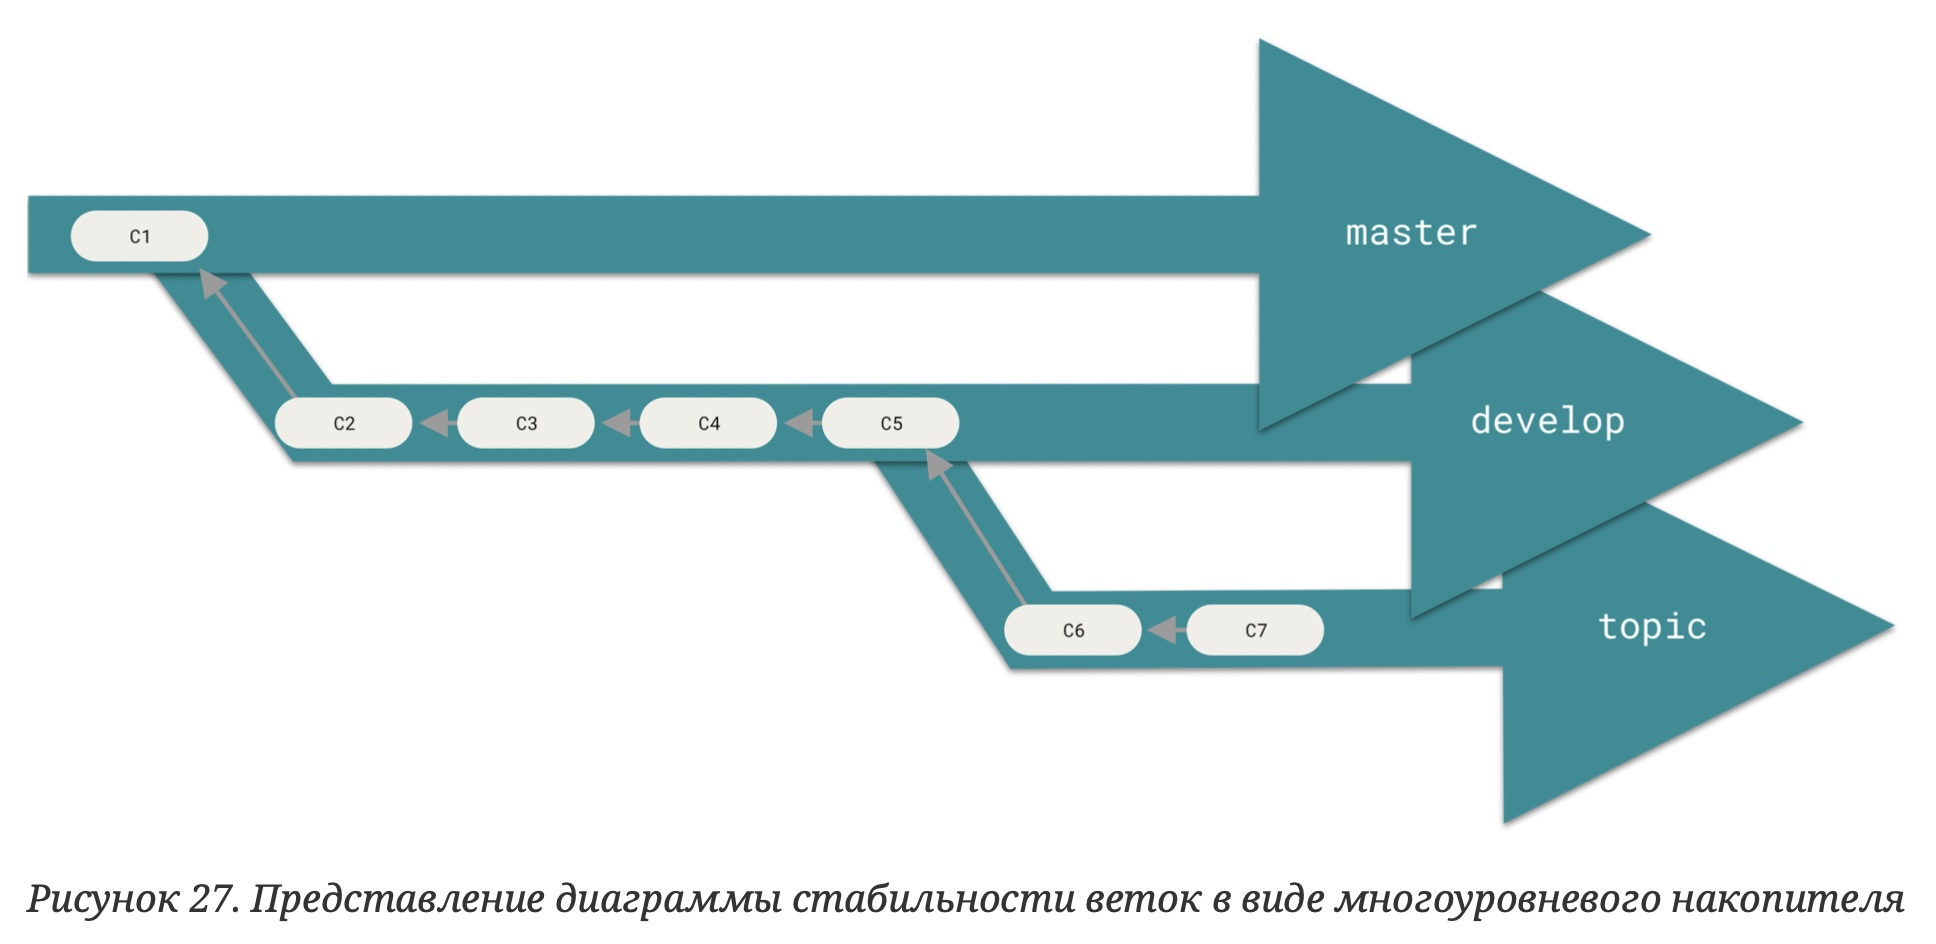 C1
master
C2
C3
C4
C5
develop
C6
C7
topic
Рисунок 27. Представление диаграммы стабильности веток в виде многоуровневого накопителя